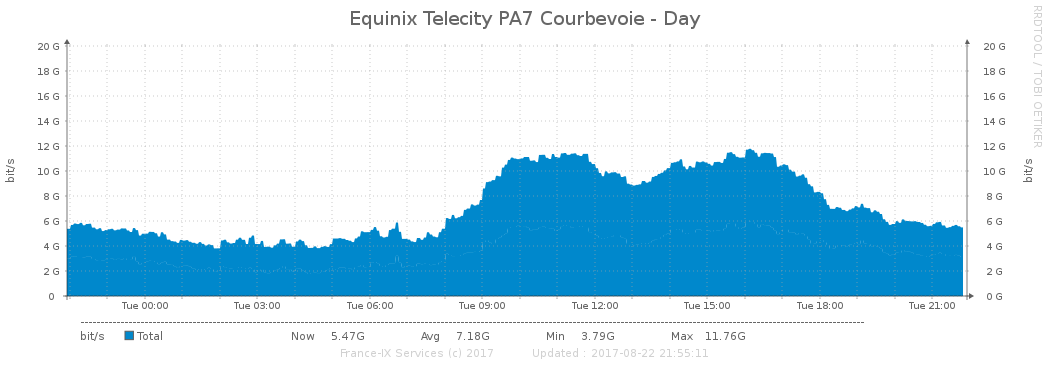 Equinix Telecity PA7 Courbevoie - Day
RRDTOOL / TOBI OETIKER
bit/s
20 G 20 G
18 G 18 G
16 G 16 G
14 G 14 G
12 G 12 G
10 G 10 G
8 G 8 G
6 G 6 G
4 G 4 G
2 G 2 G
0 0 G
bit/s
Tue 00:00 Tue 03:00 Tue 06:00 Tue 09:00 Tue 12:00 Tue 15:00 Tue 18:00 Tue 21:00
bit/s Total Now 5.47G Avg 7.18G Min 3.79G Max 11.76G
France-IX Services (c) 2017 Updated : 2017-08-22 21:55:11